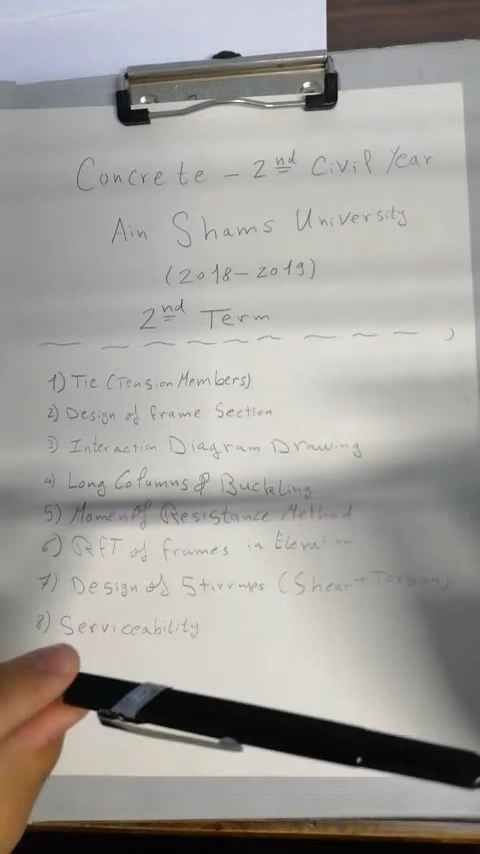 Concrete - 2nd Civil Year
Ain Shams University
(2018-2019)
2nd Term
1) Tie (Tension Members)
2) Design of frame Section
3) Interaction Diagram Drawing
4) Long Columns & Buckling
5) Moment of Resistance Method
6) RFT of frames in Elevation
7) Design of Stirrups (Shear + Torsion)
8) Serviceability